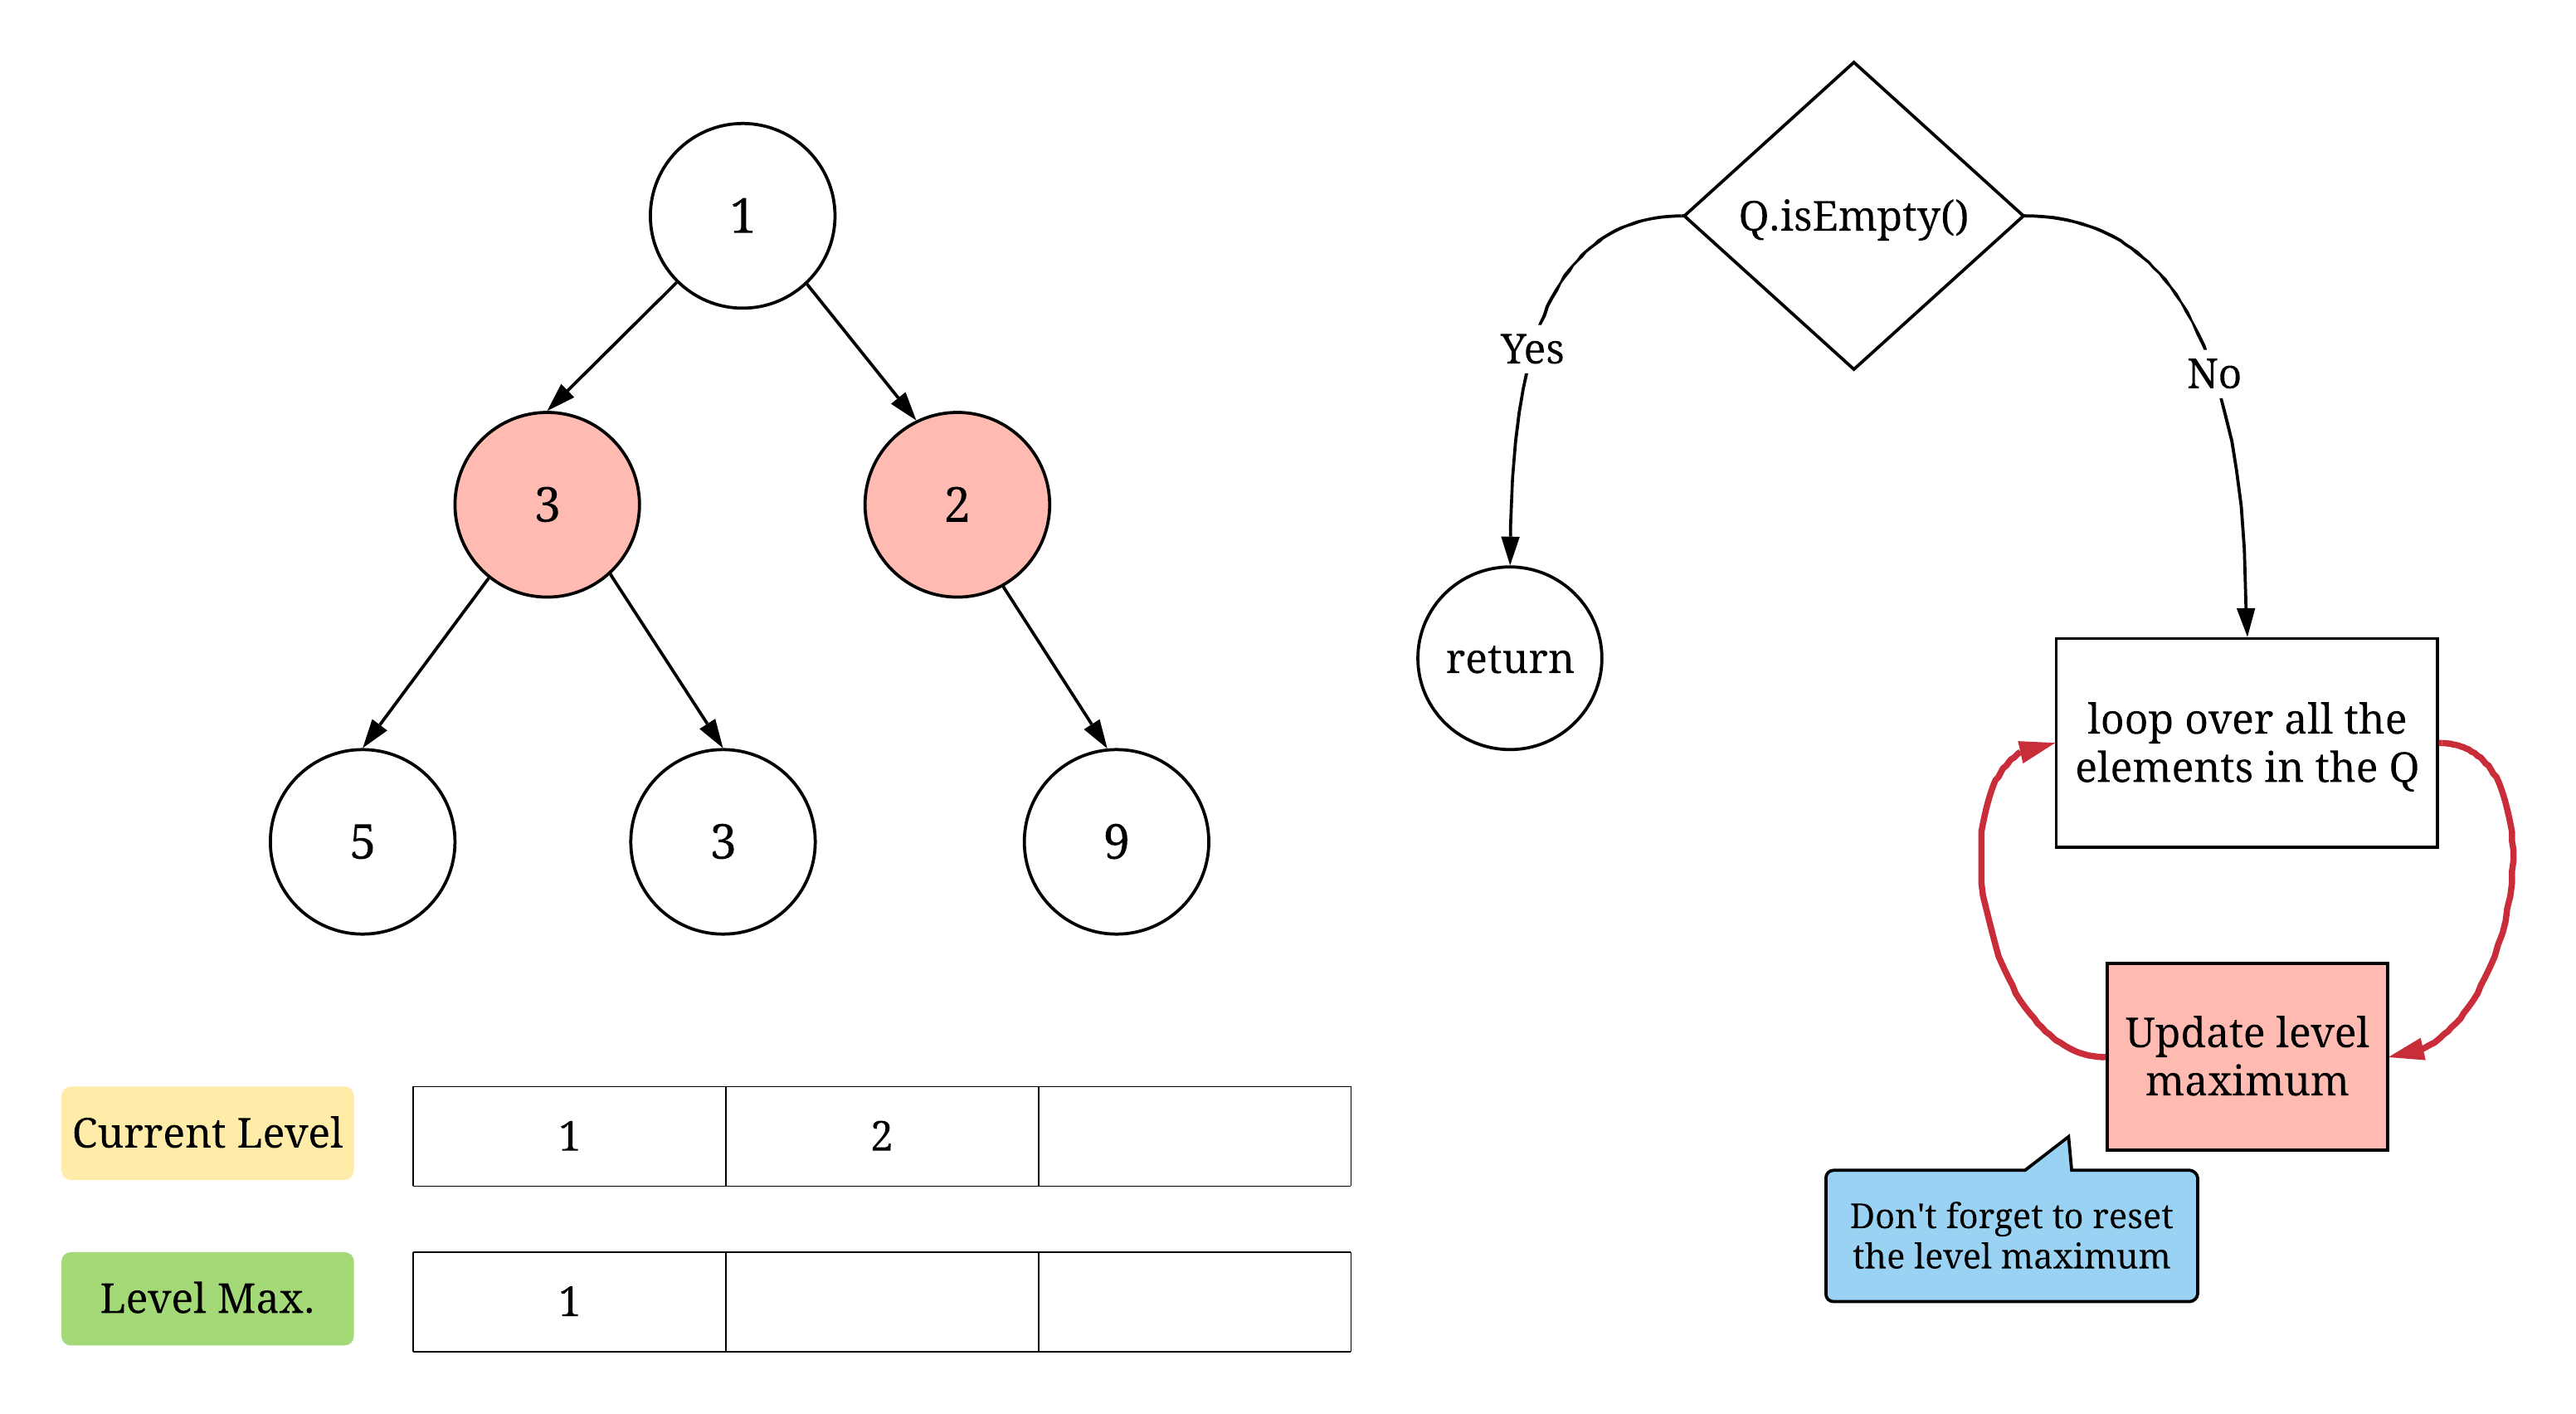 1
3
2
5
3
9
Current Level
1
2
Level Max.
1
Q.isEmpty()
Yes
No
return
loop over all the
elements in the Q
Update level
maximum
Don't forget to reset
the level maximum